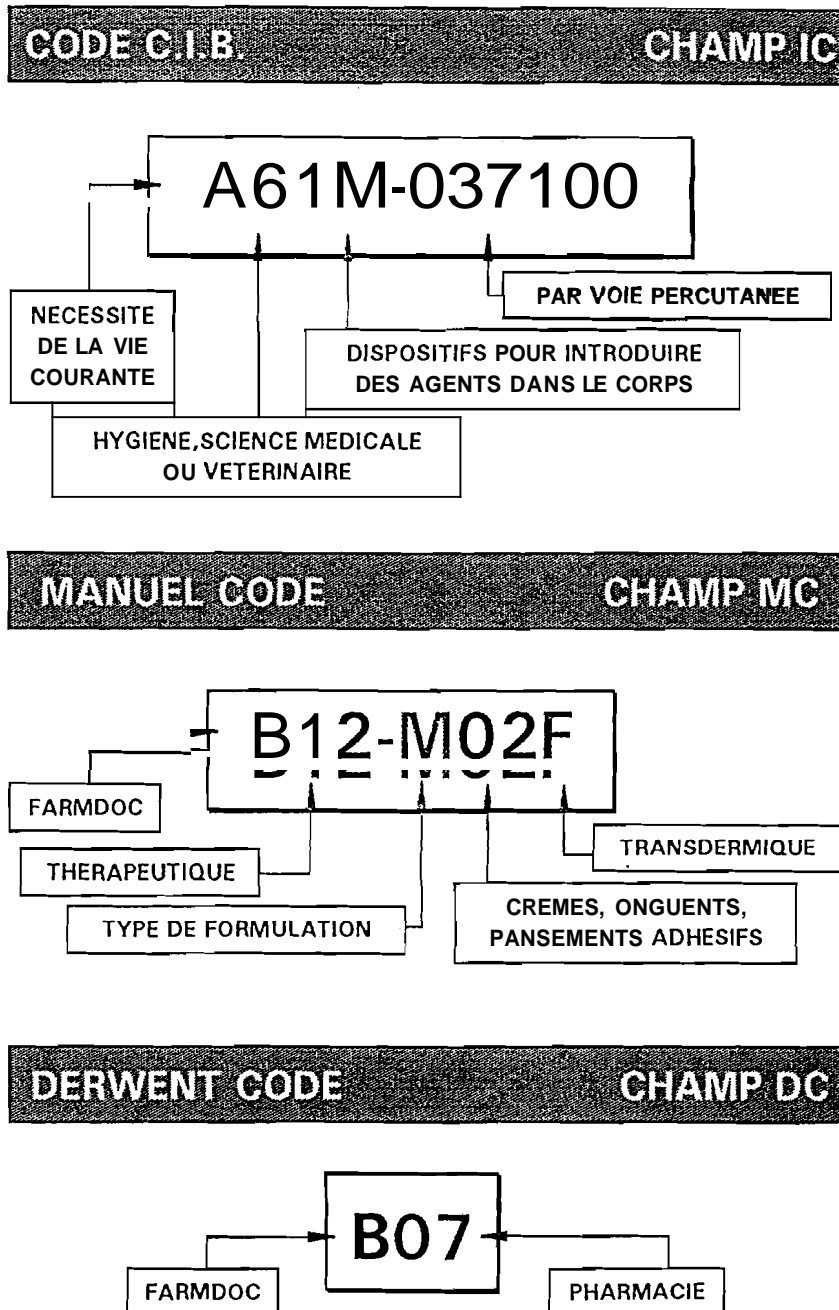 CODE C.I.B. CHAMP IC
A61M-037100
PAR VOIE PERCUTANEE
NECESSITE
DE LA VIE
COURANTE
DISPOSITIFS POUR INTRODUIRE
DES AGENTS DANS LE CORPS
HYGIENE,SCIENCE MEDICALE
OU VETERINAIRE
MANUEL CODE CHAMP MC
B12-M02F
FARMDOC
TRANSDERMIQUE
THERAPEUTIQUE
CREMES, ONGUENTS,
PANSEMENTS ADHESIFS
TYPE DE FORMULATION
DERWENT CODE CHAMP DC
B07
FARMDOC PHARMACIE